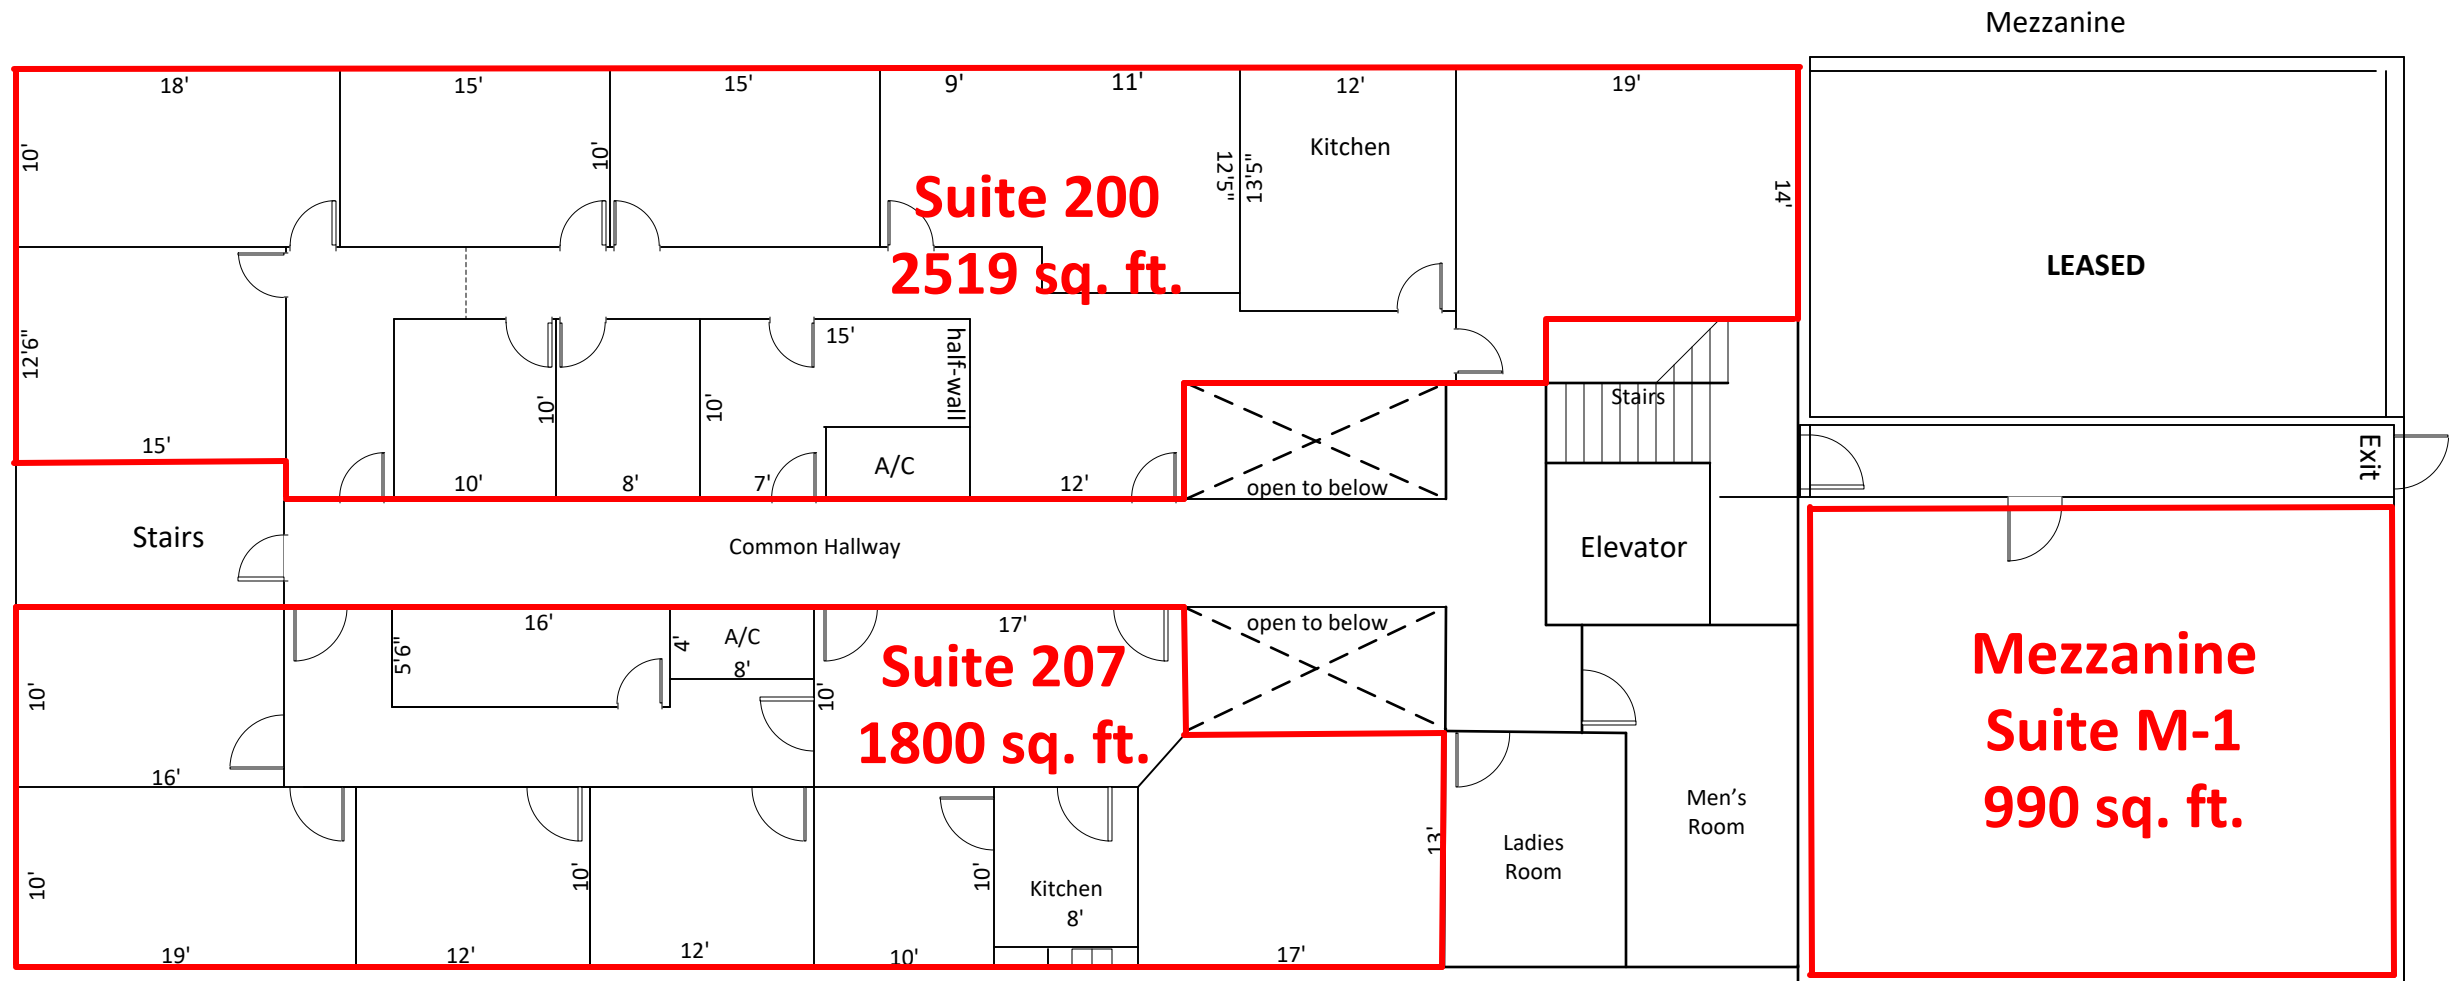 Mezzanine
18'
15'
15'
9'
11'
12'
19'
10'
10'
12'5"
13'5"
Kitchen
14'
Suite 200
2519 sq. ft.
LEASED
12'6"
15'
half-wall
10'
10'
Stairs
15'
10'
8'
7'
A/C
12'
open to below
Exit
Stairs
Common Hallway
Elevator
16'
A/C
17'
open to below
5'6"
4'
8'
Suite 207
1800 sq. ft.
10'
10'
16'
Mezzanine
Suite M-1
990 sq. ft.
Men's
Room
Ladies
Room
13'
10'
10'
10'
Kitchen
8'
19'
12'
12'
10'
17'